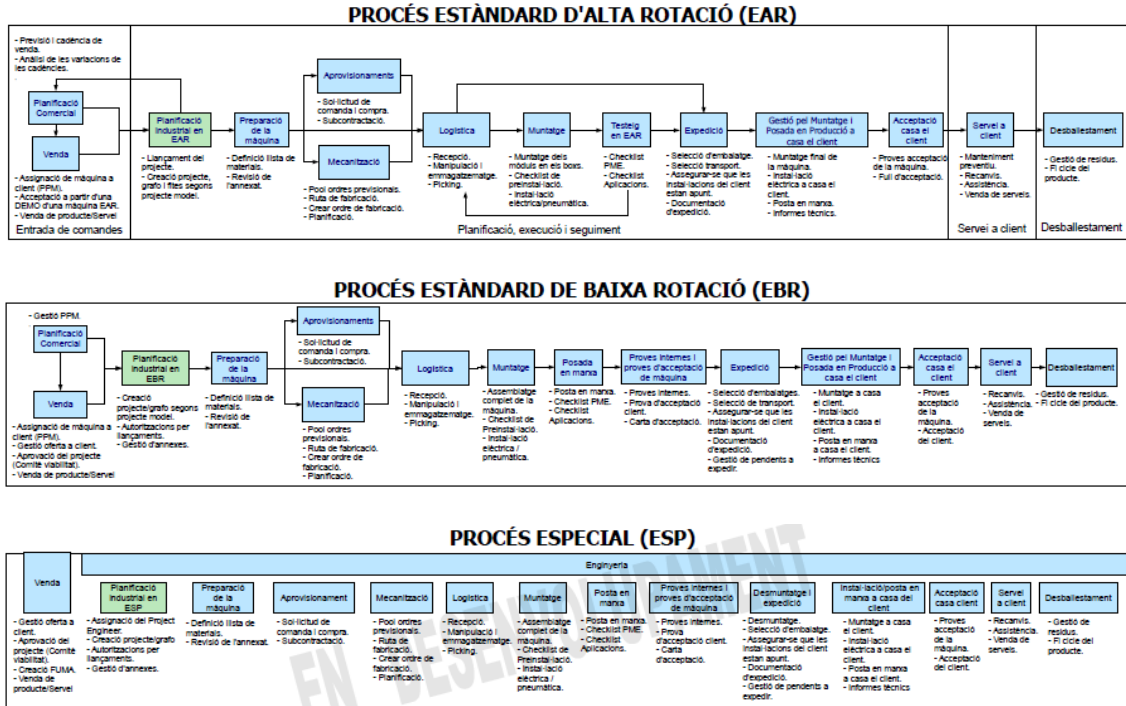 PROCÉS ESTÀNDARD D'ALTA ROTACIÓ (EAR)
- Previsió i cadència de
venda.
- Anàlisi de les variacions de
les cadències.
Planificació
Comercial
Venda
- Assignació de màquina a
client (PPM).
- Acceptació a partir d'una
DEMO d'una màquina EAR.
- Venda de producte/Servei
Entrada de comandes
Planificació
Industrial en
EAR
- Llançament del
projecte.
- Creació projecte,
grafo i fites segons
projecte model.
Preparació
de la
màquina
- Definició llista de
materials.
- Revisió de
l'annexat.
Aprovisionaments
- Sol·licitud de
comanda i compra.
- Subcontractació.
Mecanització
- Pool ordres previsionals.
- Ruta de fabricació.
- Crear ordre de fabricació.
- Planificació.
Logística
- Recepció.
- Manipulació i
emmagatzematge.
- Picking.
Muntatge
- Muntatge dels
mòduls en els boxs.
- Checklist de
preinstal·lació.
- Instal·lació
elèctrica/pneumàtica.
Testeig
en EAR
- Checklist
PME.
- Checklist
Aplicacions.
Expedició
- Selecció d'embalatge.
- Selecció transport.
- Assegurar-se que les
instal·lacions del client
estan apunt.
- Documentació
d'expedició.
Gestió pel Muntatge i
Posada en Producció a
casa el client
- Muntatge final de
la màquina.
- Instal·lació
elèctrica a casa el
client.
- Posta en marxa.
- Informes tècnics.
Acceptació
casa el
client
- Proves acceptació
de la màquina.
- Full d'acceptació.
Planificació, execució i seguiment
Servei a
client
- Manteniment
preventiu.
- Recanvis.
- Assistència.
- Venda de serveis.
Servei a client
Desballestament
- Gestió de residus.
- Fi cicle del
producte.
Desballestament
PROCÉS ESTÀNDARD DE BAIXA ROTACIÓ (EBR)
- Gestió PPM.
Planificació
Comercial
Venda
- Assignació de màquina a
client (PPM).
- Gestió oferta a client.
- Aprovació del projecte
(Comitè viabilitat).
- Venda de producte/Servei
Planificació
Industrial en
EBR
- Creació
projecte/grafo segons
projecte model.
- Autoritzacions per
llançaments.
- Gestió d'annexes.
Preparació
de la
màquina
- Definició llista de
materials.
- Revisió de
l'annexat.
Aprovisionaments
- Sol·licitud de
comanda i compra.
- Subcontractació.
Mecanització
- Pool ordres
previsionals.
- Ruta de fabricació.
- Crear ordre de
fabricació.
- Planificació.
Logística
- Recepció.
- Manipulació i
emmagatzematge.
- Picking.
Muntatge
- Assemblatge
complet de la
màquina.
- Checklist de
Preinstal·lació.
- Instal·lació
elèctrica /
pneumàtica.
Posada
en marxa
- Posta en marxa.
- Checklist PME.
- Checklist
Aplicacions.
Proves internes i
proves d'acceptació
de màquina
- Proves internes.
- Prova d'acceptació
client.
- Carta d'acceptació.
Expedició
- Selecció d'embalatges.
- Selecció de transport.
- Assegurar-se que les
instal·lacions del client
estan apunt.
- Documentació
d'expedició.
- Gestió de pendents a
expedir.
Gestió pel Muntatge i
Posada en Producció a
casa el client
- Muntatge a casa
el client.
- Instal·lació
elèctrica a casa el
client.
- Posta en marxa
a casa el client.
- Informes tècnics
Acceptació
casa el
client
- Proves
acceptació
de la
màquina.
- Acceptació
del client.
Servei a
client
- Recanvis.
- Assistència.
- Venda de
serveis.
Desballestament
- Gestió de residus.
- Fi cicle del producte.
PROCÉS ESPECIAL (ESP)
Enginyeria
Venda
- Gestió oferta a
client.
- Aprovació del
projecte (Comitè
viabilitat).
- Creació FUMA.
- Venda de
producte/Servei
Planificació
Industrial en
ESP
- Assignació del Project
Engineer.
- Creació projecte/grafo
- Autoritzacions per
llançaments.
- Gestió d'annexes.
Preparació
de la
màquina
- Definició llista de
materials.
- Revisió de l'annexat.
Aprovisionament
- Sol·licitud de
comanda i compra.
- Subcontractació.
Mecanització
- Pool ordres
previsionals.
- Ruta de
fabricació.
- Crear ordre de
fabricació.
- Planificació.
Logística
- Recepció.
- Manipulació i
emmagatzematge.
- Picking.
Muntatge
- Assemblatge
complet de la
màquina.
- Checklist de
Preinstal·lació.
- Instal·lació
elèctrica /
pneumàtica.
Posta en
marxa
- Posta en marxa.
- Checklist PME.
- Checklist
Aplicacions.
Proves internes i
proves d'acceptació
de màquina
- Proves internes.
- Prova
d'acceptació client.
- Carta
d'acceptació.
Desmuntatge i
expedició
- Desmuntatge.
- Selecció d'embalatge.
- Assegurar-se que les
instal·lacions del client
estan apunt.
- Documentació
d'expedició.
- Gestió de pendents a
expedir.
Instal·lació/posta en
marxa a casa del
client
- Muntatge a casa
el client.
- Instal·lació
elèctrica a casa el
client.
- Posta en marxa
a casa el client.
- Informes tècnics
Acceptació
casa client
- Proves
acceptació
de la
màquina.
- Acceptació
del client.
Servei
a client
- Recanvis.
- Assistència.
- Venda de
serveis.
Desballestament
- Gestió de
residus.
- Fi cicle del
producte.
EN DESENVOLUPAMENT